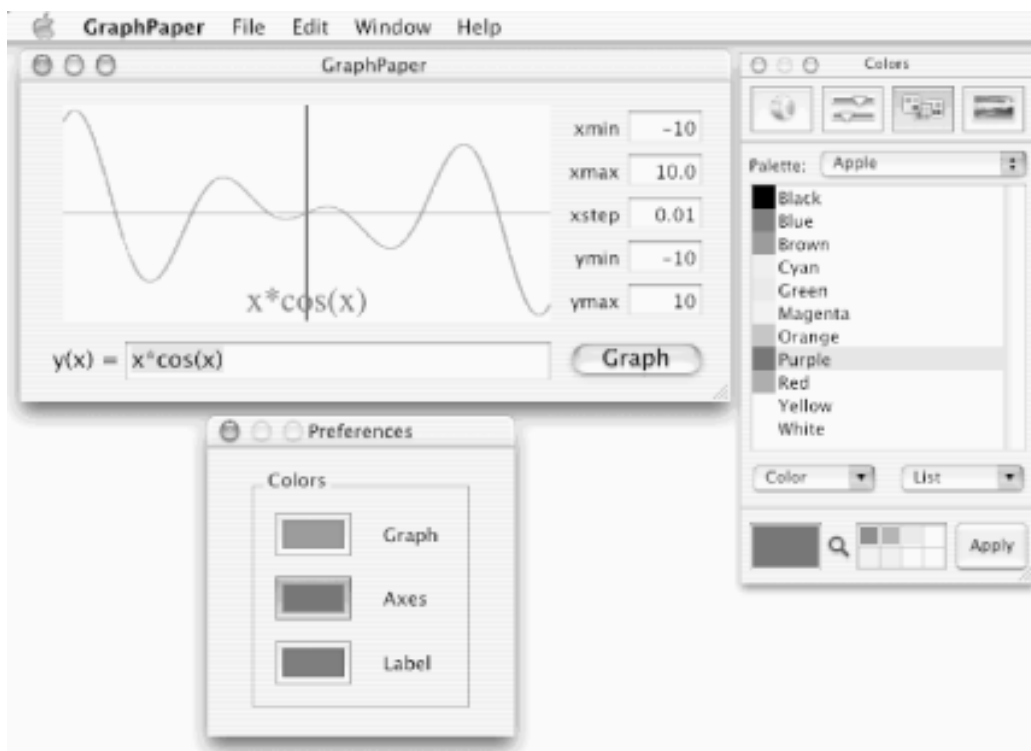 GraphPaper File Edit Window Help
GraphPaper
xmin -10
xmax 10.0
xstep 0.01
ymin -10
ymax 10
x*cos(x)
y(x) = x*cos(x)
Graph
Colors
Palette: Apple
Black
Blue
Brown
Cyan
Green
Magenta
Orange
Purple
Red
Yellow
White
Color List
Apply
Preferences
Colors
Graph
Axes
Label